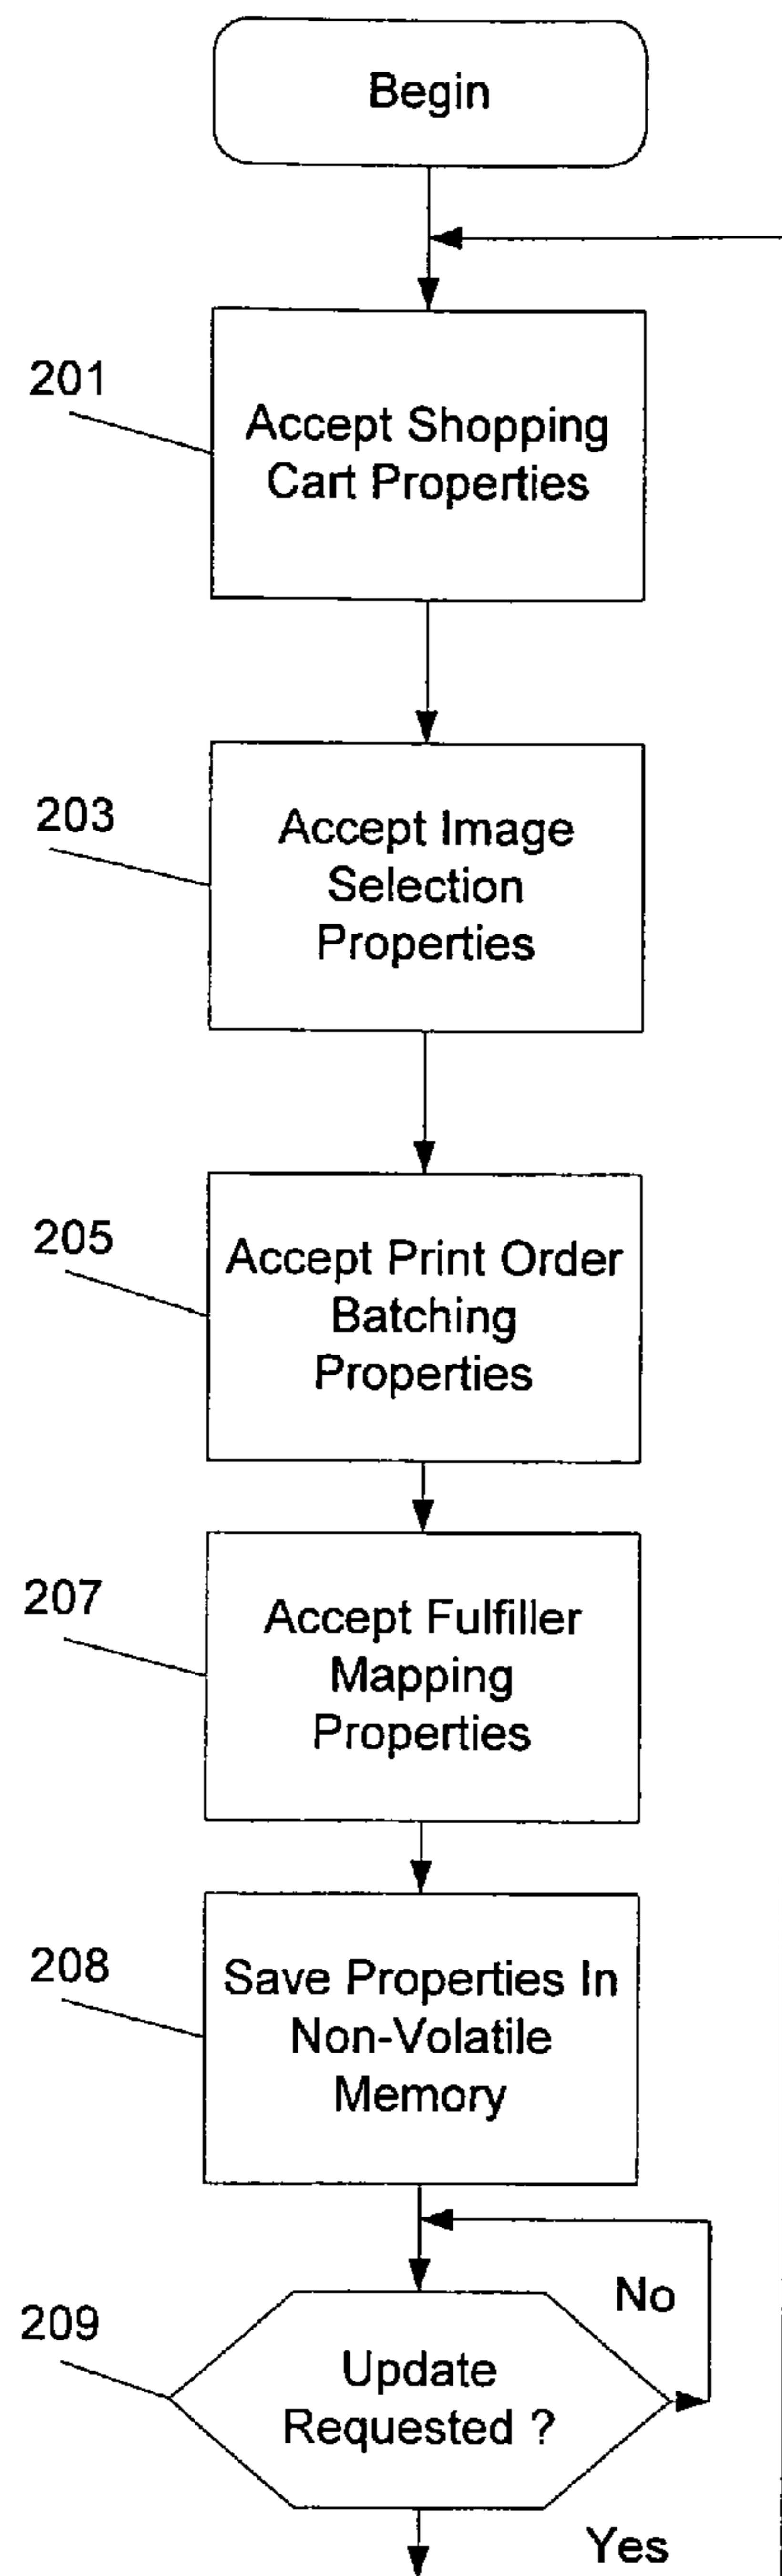 Begin
201
Accept Shopping
Cart Properties
203
Accept Image
Selection
Properties
205
Accept Print Order
Batching
Properties
207
Accept Fulfiller
Mapping
Properties
208
Save Properties In
Non-Volatile
Memory
209
Update
Requested ?
No
Yes